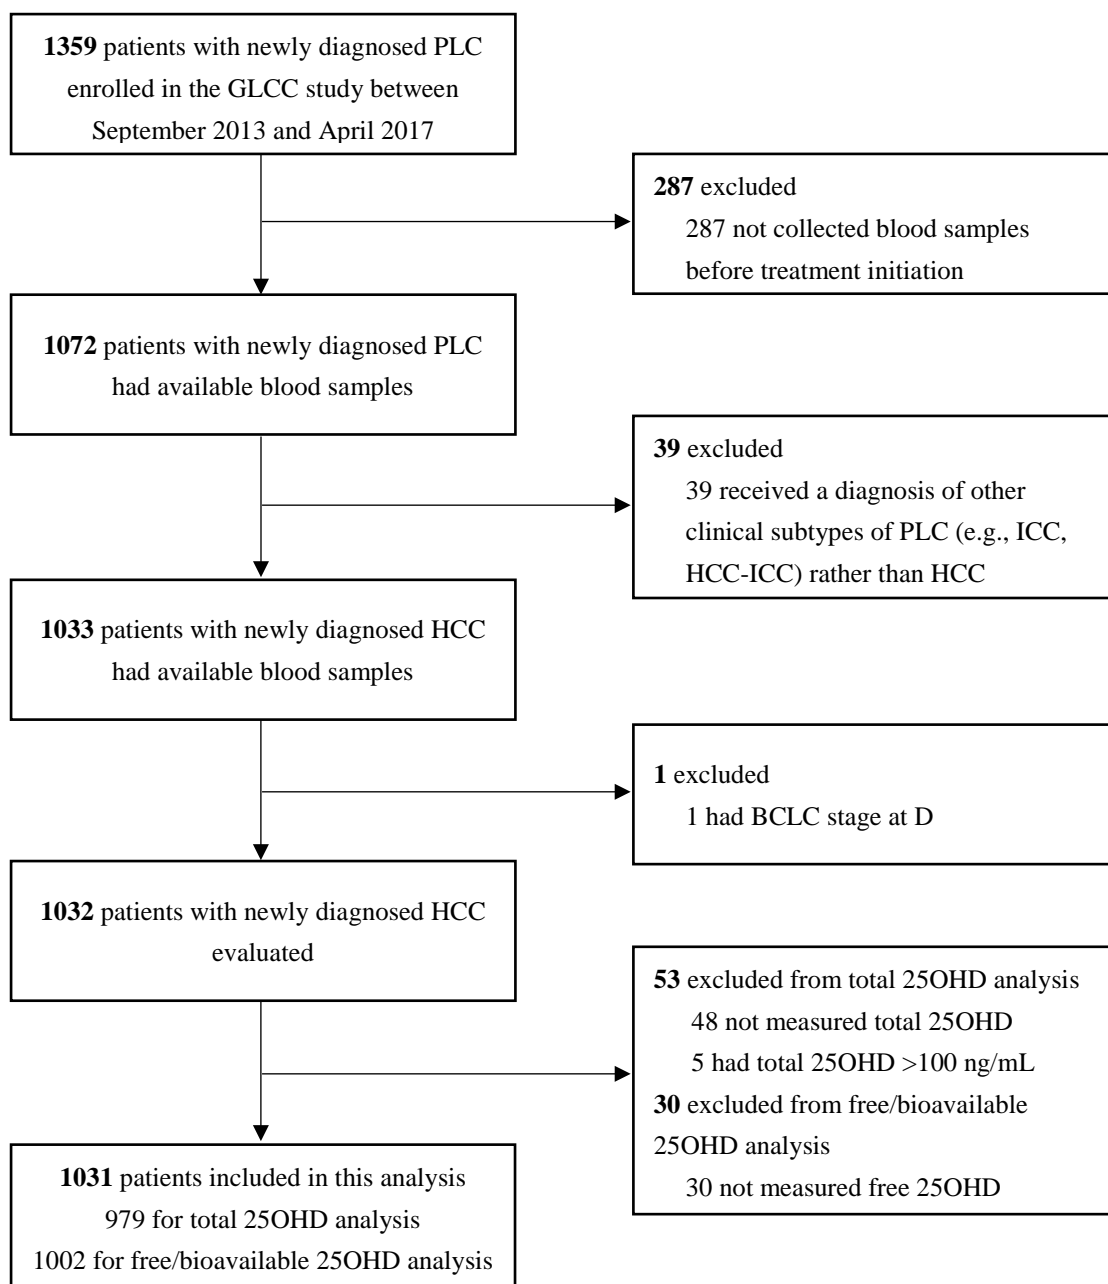 1359 patients with newly diagnosed PLC
enrolled in the GLCC study between
September 2013 and April 2017
287 excluded
287 not collected blood samples
before treatment initiation
1072 patients with newly diagnosed PLC
had available blood samples
39 excluded
39 received a diagnosis of other
clinical subtypes of PLC (e.g., ICC,
HCC-ICC) rather than HCC
1033 patients with newly diagnosed HCC
had available blood samples
1 excluded
1 had BCLC stage at D
1032 patients with newly diagnosed HCC
evaluated
53 excluded from total 25OHD analysis
48 not measured total 25OHD
5 had total 25OHD >100 ng/mL
30 excluded from free/bioavailable
25OHD analysis
30 not measured free 25OHD
1031 patients included in this analysis
979 for total 25OHD analysis
1002 for free/bioavailable 25OHD analysis